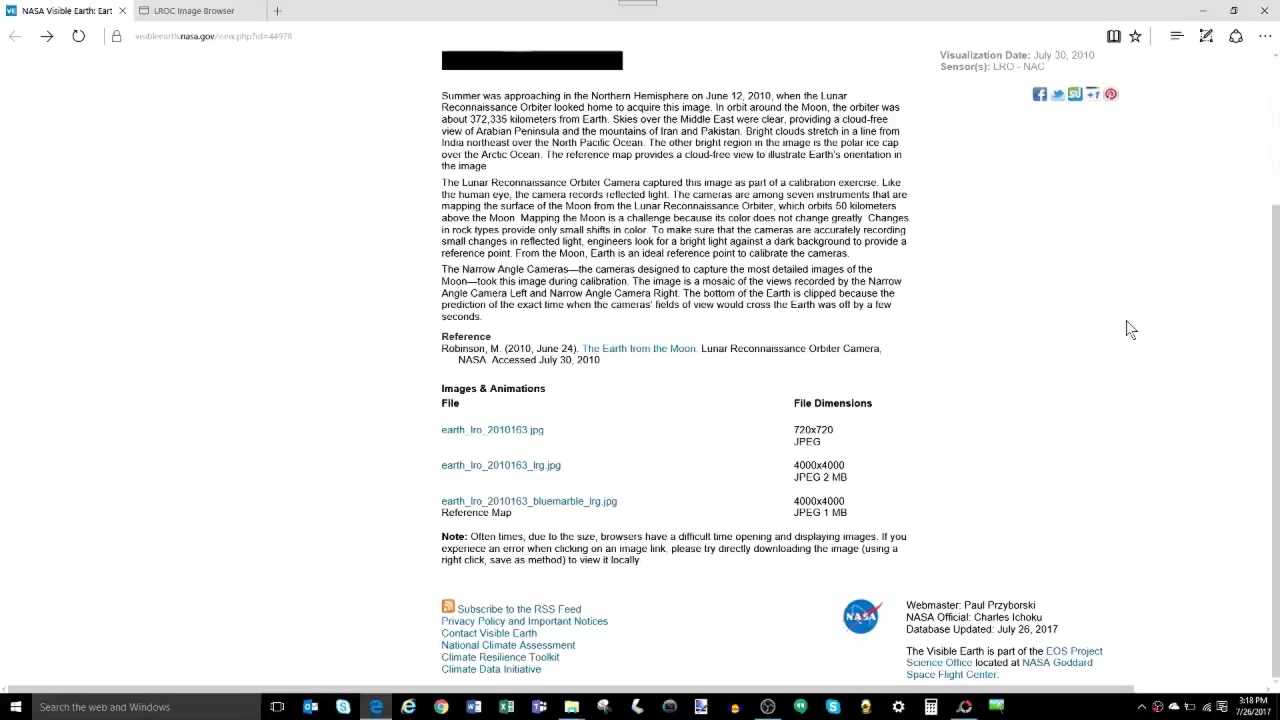 NASA Visible Earth: Eart
LROC Image Browser
visibleearth.nasa.gov/view.php?id=44978
Visualization Date: July 30, 2010
Sensor(s): LRO - NAC
Summer was approaching in the Northern Hemisphere on June 12, 2010, when the Lunar
Reconnaissance Orbiter looked home to acquire this image. In orbit around the Moon, the orbiter was
about 372,335 kilometers from Earth. Skies over the Middle East were clear, providing a cloud-free
view of Arabian Peninsula and the mountains of Iran and Pakistan. Bright clouds stretch in a line from
India northeast over the North Pacific Ocean. The other bright region in the image is the polar ice cap
over the Arctic Ocean. The reference map provides a cloud-free view to illustrate Earth's orientation in
the image
The Lunar Reconnaissance Orbiter Camera captured this image as part of a calibration exercise. Like
the human eye, the camera records reflected light. The cameras are among seven instruments that are
mapping the surface of the Moon from the Lunar Reconnaissance Orbiter, which orbits 50 kilometers
above the Moon. Mapping the Moon is a challenge because its color does not change greatly. Changes
in rock types provide only small shifts in color. To make sure that the cameras are accurately recording
small changes in reflected light, engineers look for a bright light against a dark background to provide a
reference point. From the Moon, Earth is an ideal reference point to calibrate the cameras.
The Narrow Angle Cameras—the cameras designed to capture the most detailed images of the
Moon—took this image during calibration. The image is a mosaic of the views recorded by the Narrow
Angle Camera Left and Narrow Angle Camera Right. The bottom of the Earth is clipped because the
prediction of the exact time when the cameras' fields of view would cross the Earth was off by a few
seconds.
Reference
Robinson, M. (2010, June 24). The Earth from the Moon. Lunar Reconnaissance Orbiter Camera,
NASA. Accessed July 30, 2010
Images & Animations
File File Dimensions
earth_lro_2010163.jpg 720x720
JPEG
earth_lro_2010163_lrg.jpg 4000x4000
JPEG 2 MB
earth_lro_2010163_bluemarble_lrg.jpg 4000x4000
Reference Map JPEG 1 MB
Note: Often times, due to the size, browsers have a difficult time opening and displaying images. If you
experiece an error when clicking on an image link, please try directly downloading the image (using a
right click, save as method) to view it locally.
Subscribe to the RSS Feed
Privacy Policy and Important Notices
Contact Visible Earth
National Climate Assessment
Climate Resilience Toolkit
Climate Data Initiative
NASA
Webmaster: Paul Przyborski
NASA Official: Charles Ichoku
Database Updated: July 26, 2017
The Visible Earth is part of the EOS Project
Science Office located at NASA Goddard
Space Flight Center.
Search the web and Windows
3:18 PM
7/26/2017